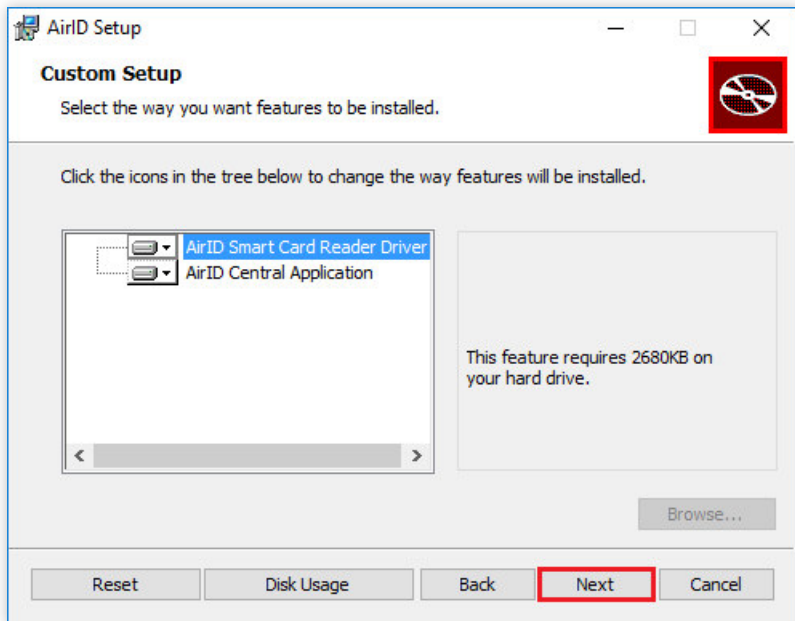 AirID Setup
Custom Setup
Select the way you want features to be installed.
Click the icons in the tree below to change the way features will be installed.
AirID Smart Card Reader Driver
AirID Central Application
This feature requires 2680KB on
your hard drive.
Browse...
Reset
Disk Usage
Back
Next
Cancel